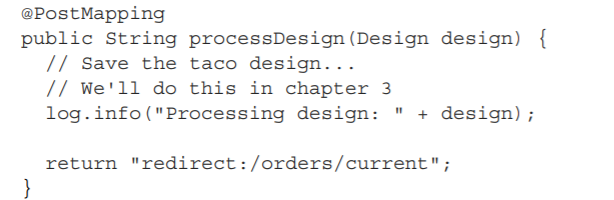 @PostMapping
public String processDesign(Design design) {
// Save the taco design...
// We'll do this in chapter 3
log.info("Processing design: " + design);
return "redirect:/orders/current";
}